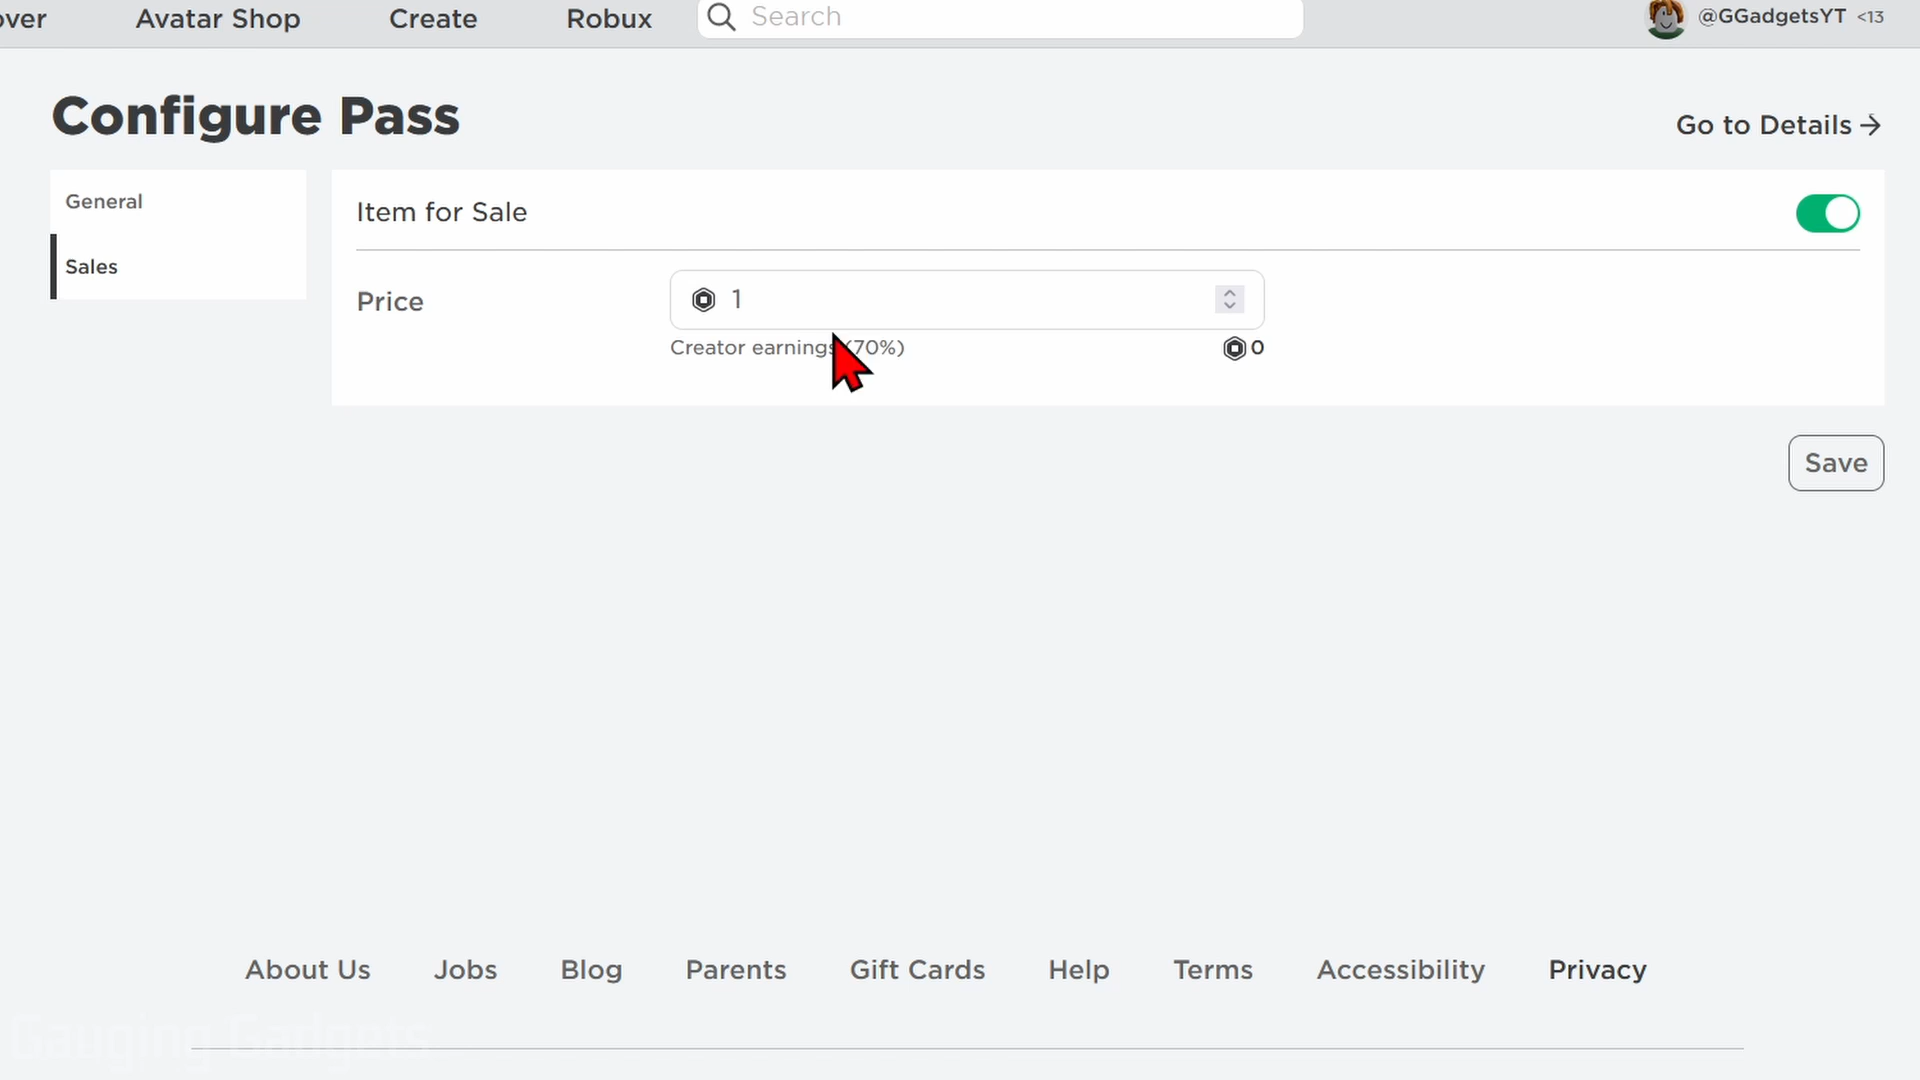 over Avatar Shop Create Robux Search @GGadgetsYT <13
Configure Pass
Go to Details
General
Sales
Item for Sale
Price
1
Creator earnings (70%)
0
Save
About Us Jobs Blog Parents Gift Cards Help Terms Accessibility Privacy
Gauging Gadgets